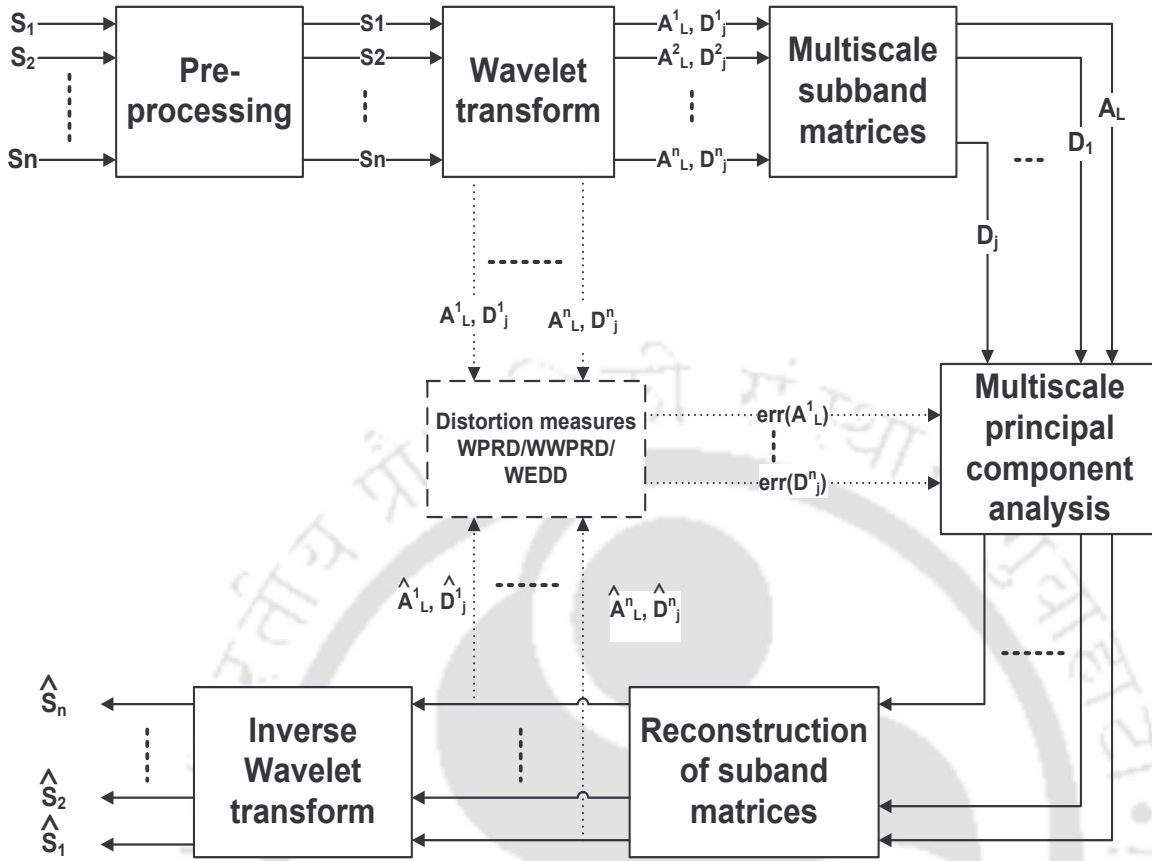 S₁
S₂
Sn
Pre-
processing
S1
S2
Sn
Wavelet
transform
A¹L, D¹j
A²L, D²j
AⁿL, Dⁿj
Multiscale
subband
matrices
AL
D₁
Dj
A¹L, D¹j
AⁿL, Dⁿj
Distortion measures
WPRD/WWPRD/
WEDD
err(A¹L)
err(Dⁿj)
Multiscale
principal
component
analysis
Â¹L, D̂¹j
ÂⁿL, D̂ⁿj
Ŝn
Ŝ₂
Ŝ₁
Inverse
Wavelet
transform
Reconstruction
of suband
matrices